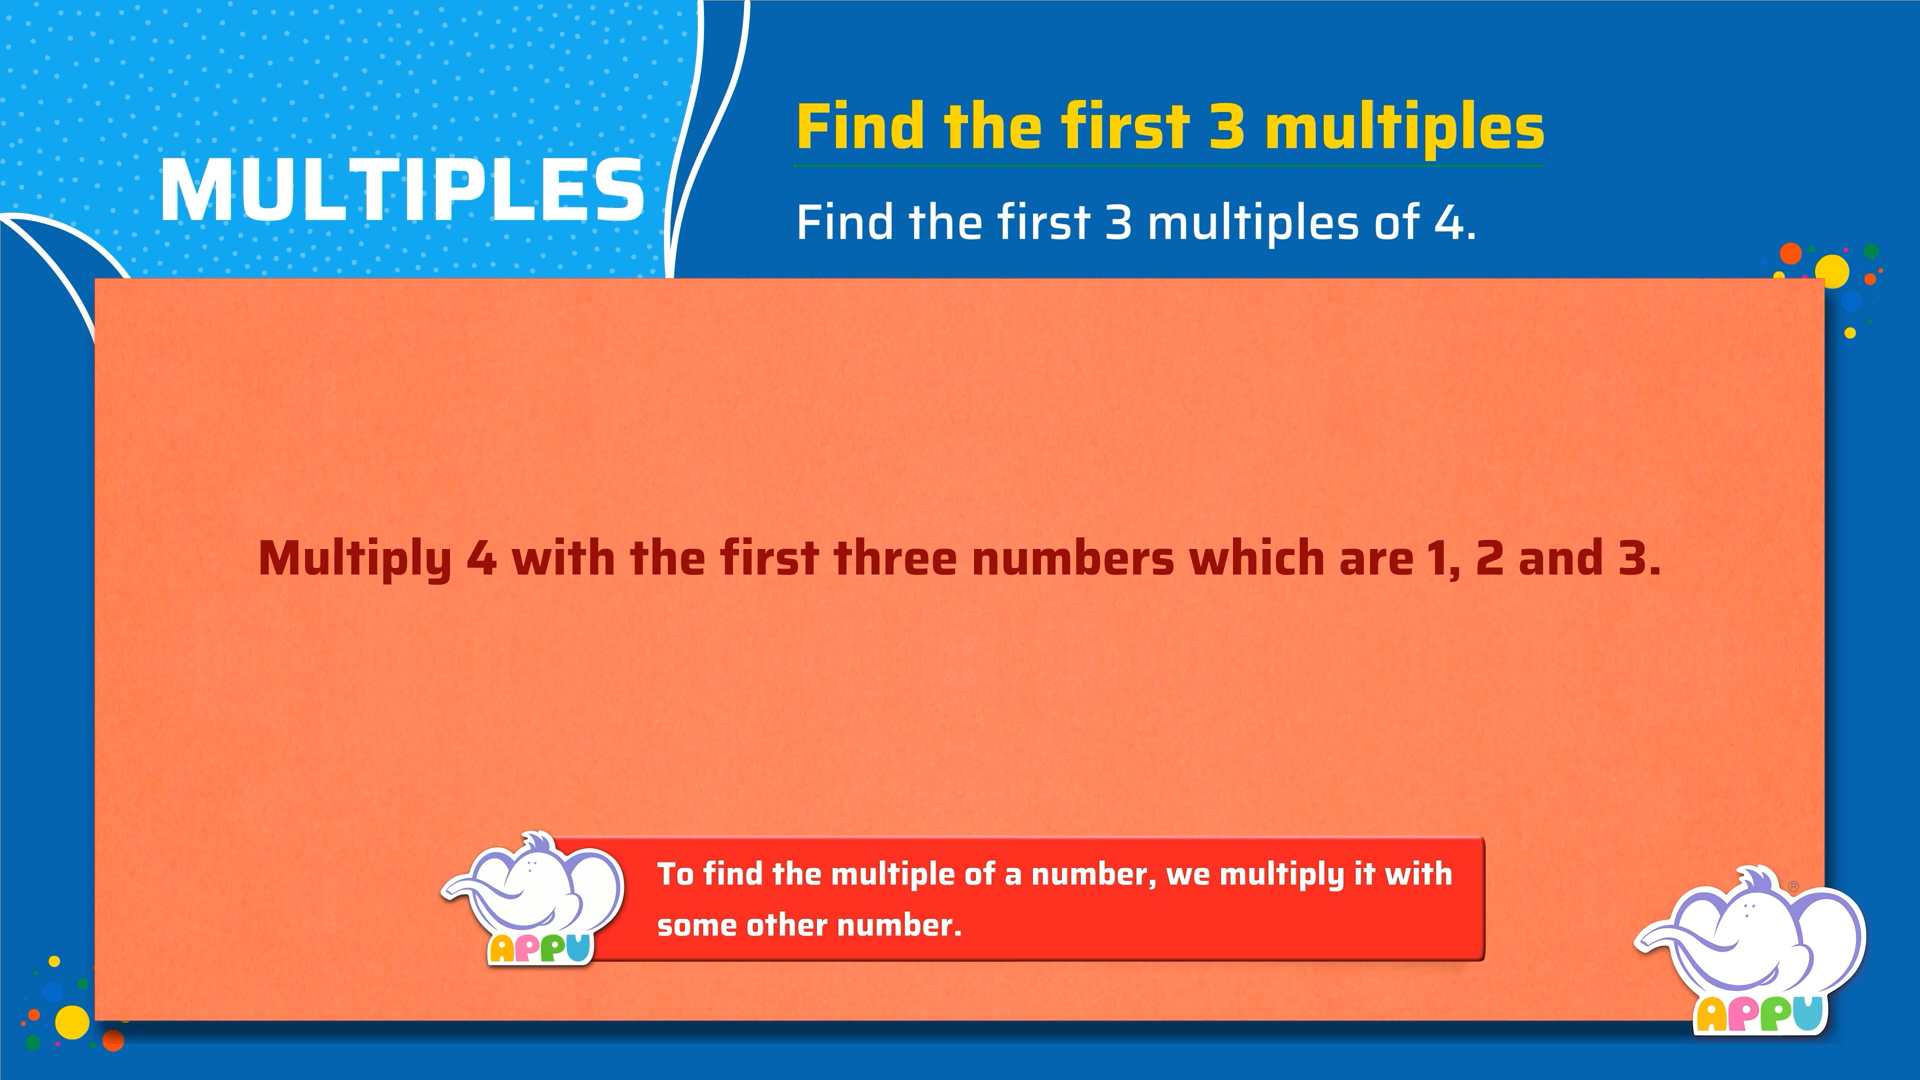 MULTIPLES
Find the first 3 multiples
Find the first 3 multiples of 4.
Multiply 4 with the first three numbers which are 1, 2 and 3.
To find the multiple of a number, we multiply it with
some other number.
APPU
®
APPU